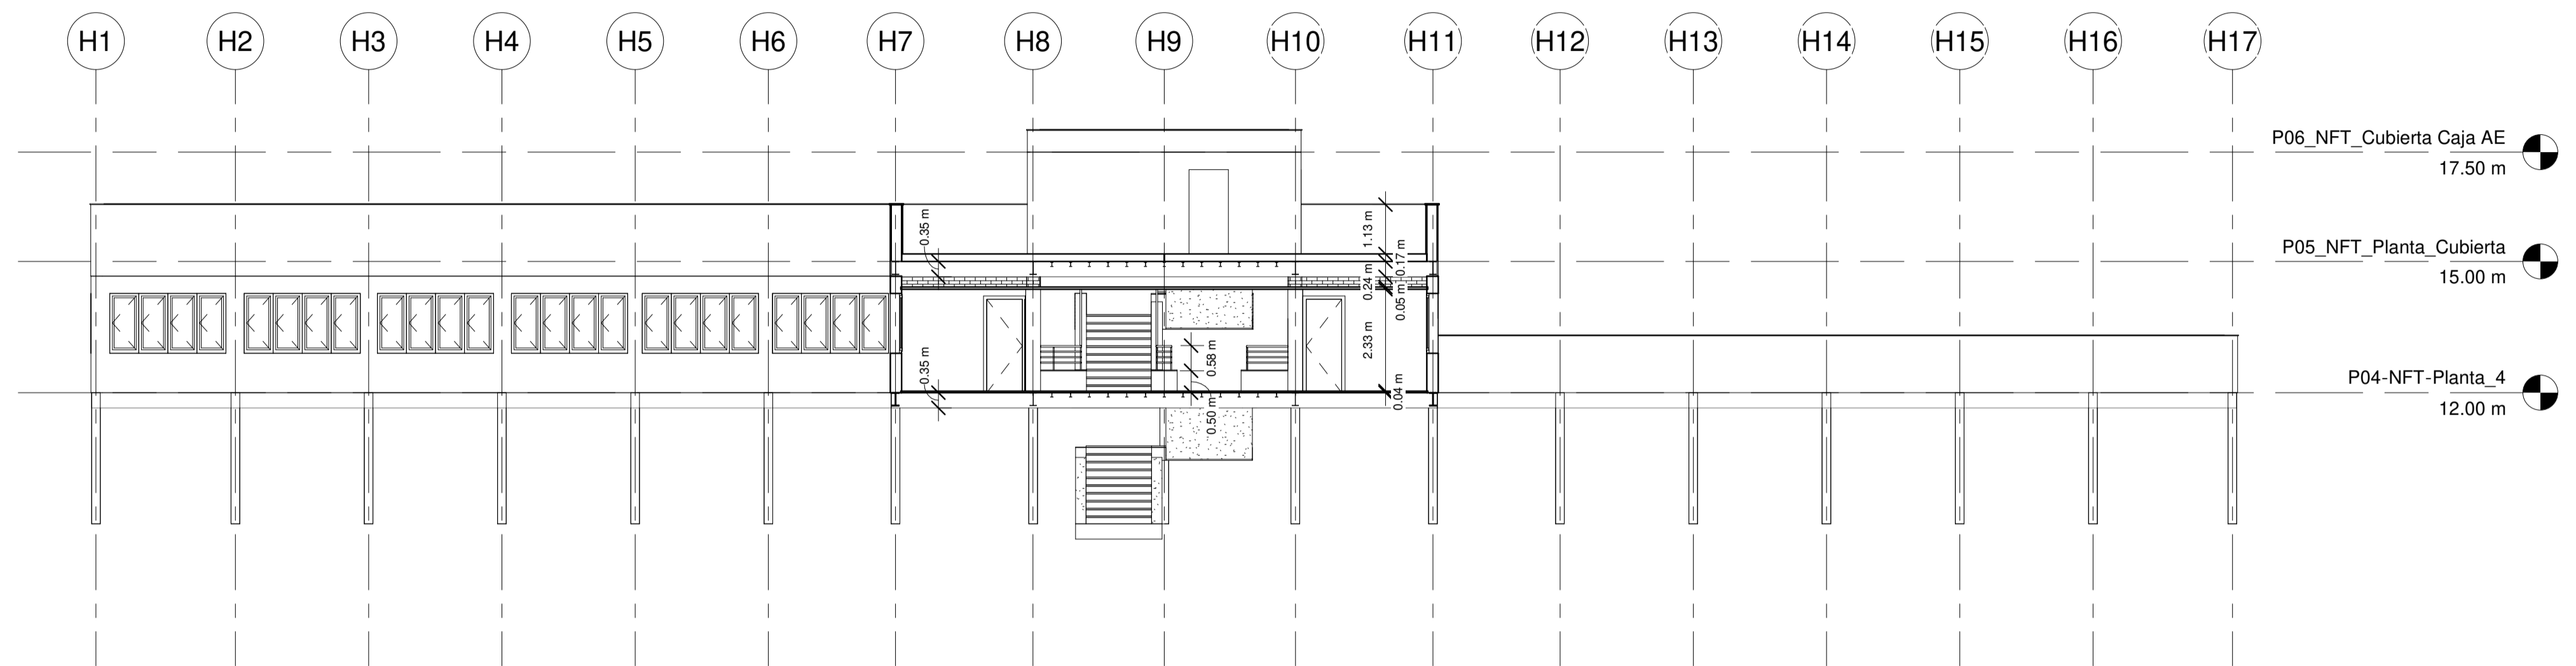 H1 H2 H3 H4 H5 H6 H7 H8 H9 H10 H11 H12 H13 H14 H15 H16 H17
P06_NFT_Cubierta Caja AE
17.50 m
P05_NFT_Planta_Cubierta
15.00 m
P04-NFT-Planta_4
12.00 m
0.35 m
0.35 m
0.58 m
0.50 m
1.13 m
0.17 m
0.24 m
0.05 m
2.33 m
0.04 m